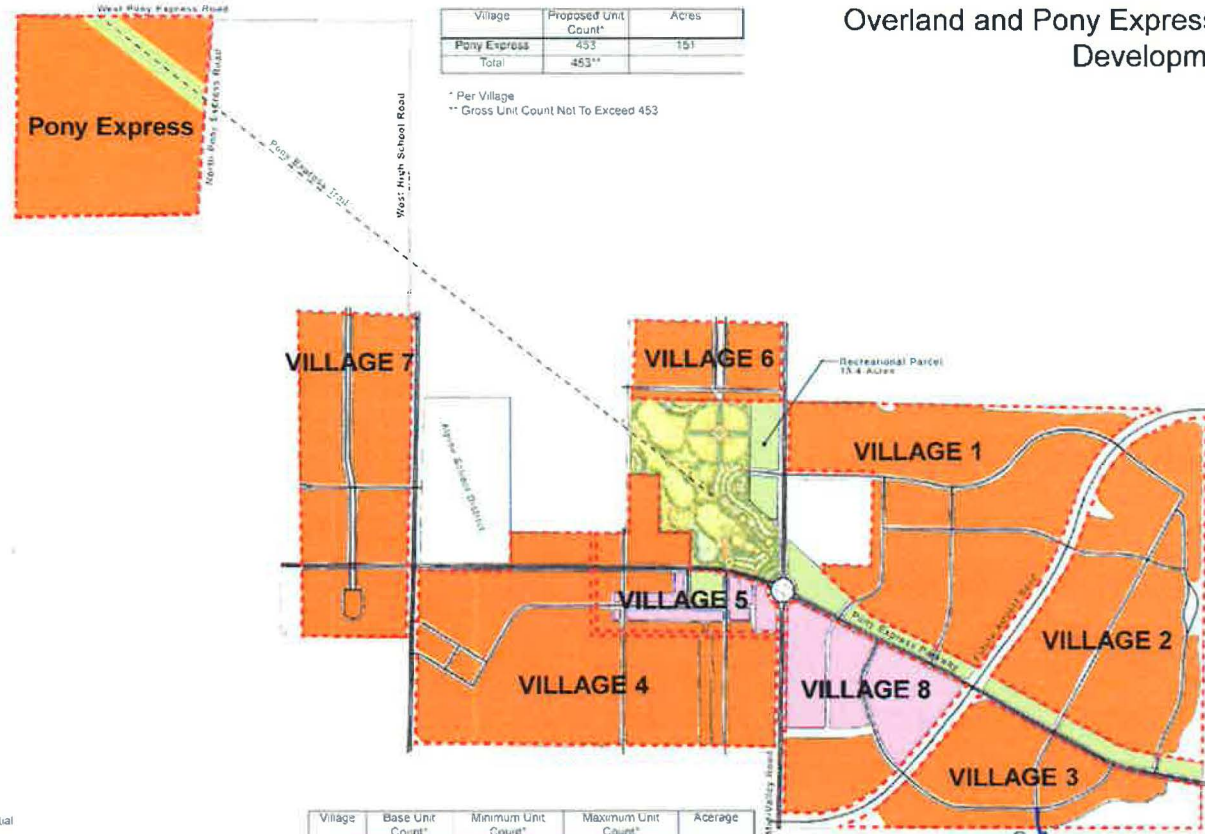 West Pony Express Road
Village
Proposed Unit
Count*
Acres
Pony Express
453
151
Total
453**
* Per Village
** Gross Unit Count Not To Exceed 453
Overland and Pony Express
Developm
Pony Express
North Pony Express Road
Pony Express Trail
West High School Road
VILLAGE 7
VILLAGE 6
Recreational Parcel
Acres
VILLAGE 1
Alpine School District
VILLAGE 5
Pony Express Parkway
VILLAGE 2
VILLAGE 4
VILLAGE 8
VILLAGE 3
Mid Valley Road
Village
Base Unit
Count*
Minimum Unit
Count*
Maximum Unit
Count*
Acerage